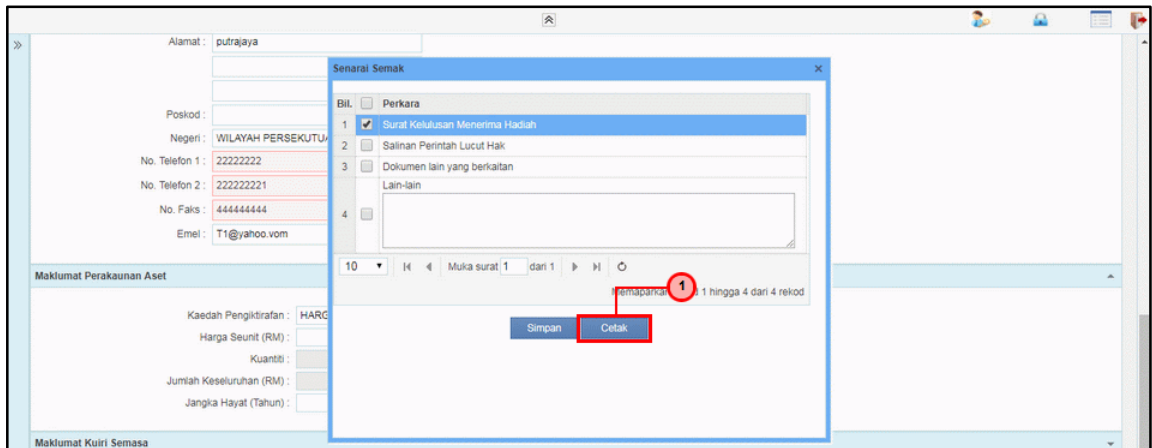 Alamat : putrajaya
Poskod :
Negeri : WILAYAH PERSEKUTU
No. Telefon 1 : 22222222
No. Telefon 2 : 222222221
No. Faks : 444444444
Emel : T1@yahoo.vom
Maklumat Perakaunan Aset
Kaedah Pengiktirafan : HARG
Harga Seunit (RM) :
Kuantiti :
Jumlah Keseluruhan (RM) :
Jangka Hayat (Tahun) :
Maklumat Kuiri Semasa
Senarai Semak
Bil. Perkara
1 Surat Kelulusan Menerima Hadiah
2 Salinan Perintah Lucut Hak
3 Dokumen lain yang berkaitan
Lain-lain
4
10 Muka surat 1 dari 1
1
1 hingga 4 dari 4 rekod
Simpan Cetak